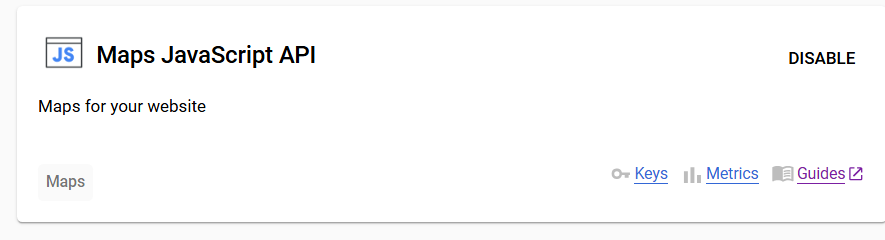 JS Maps JavaScript API
DISABLE
Maps for your website
Maps
Keys Metrics Guides